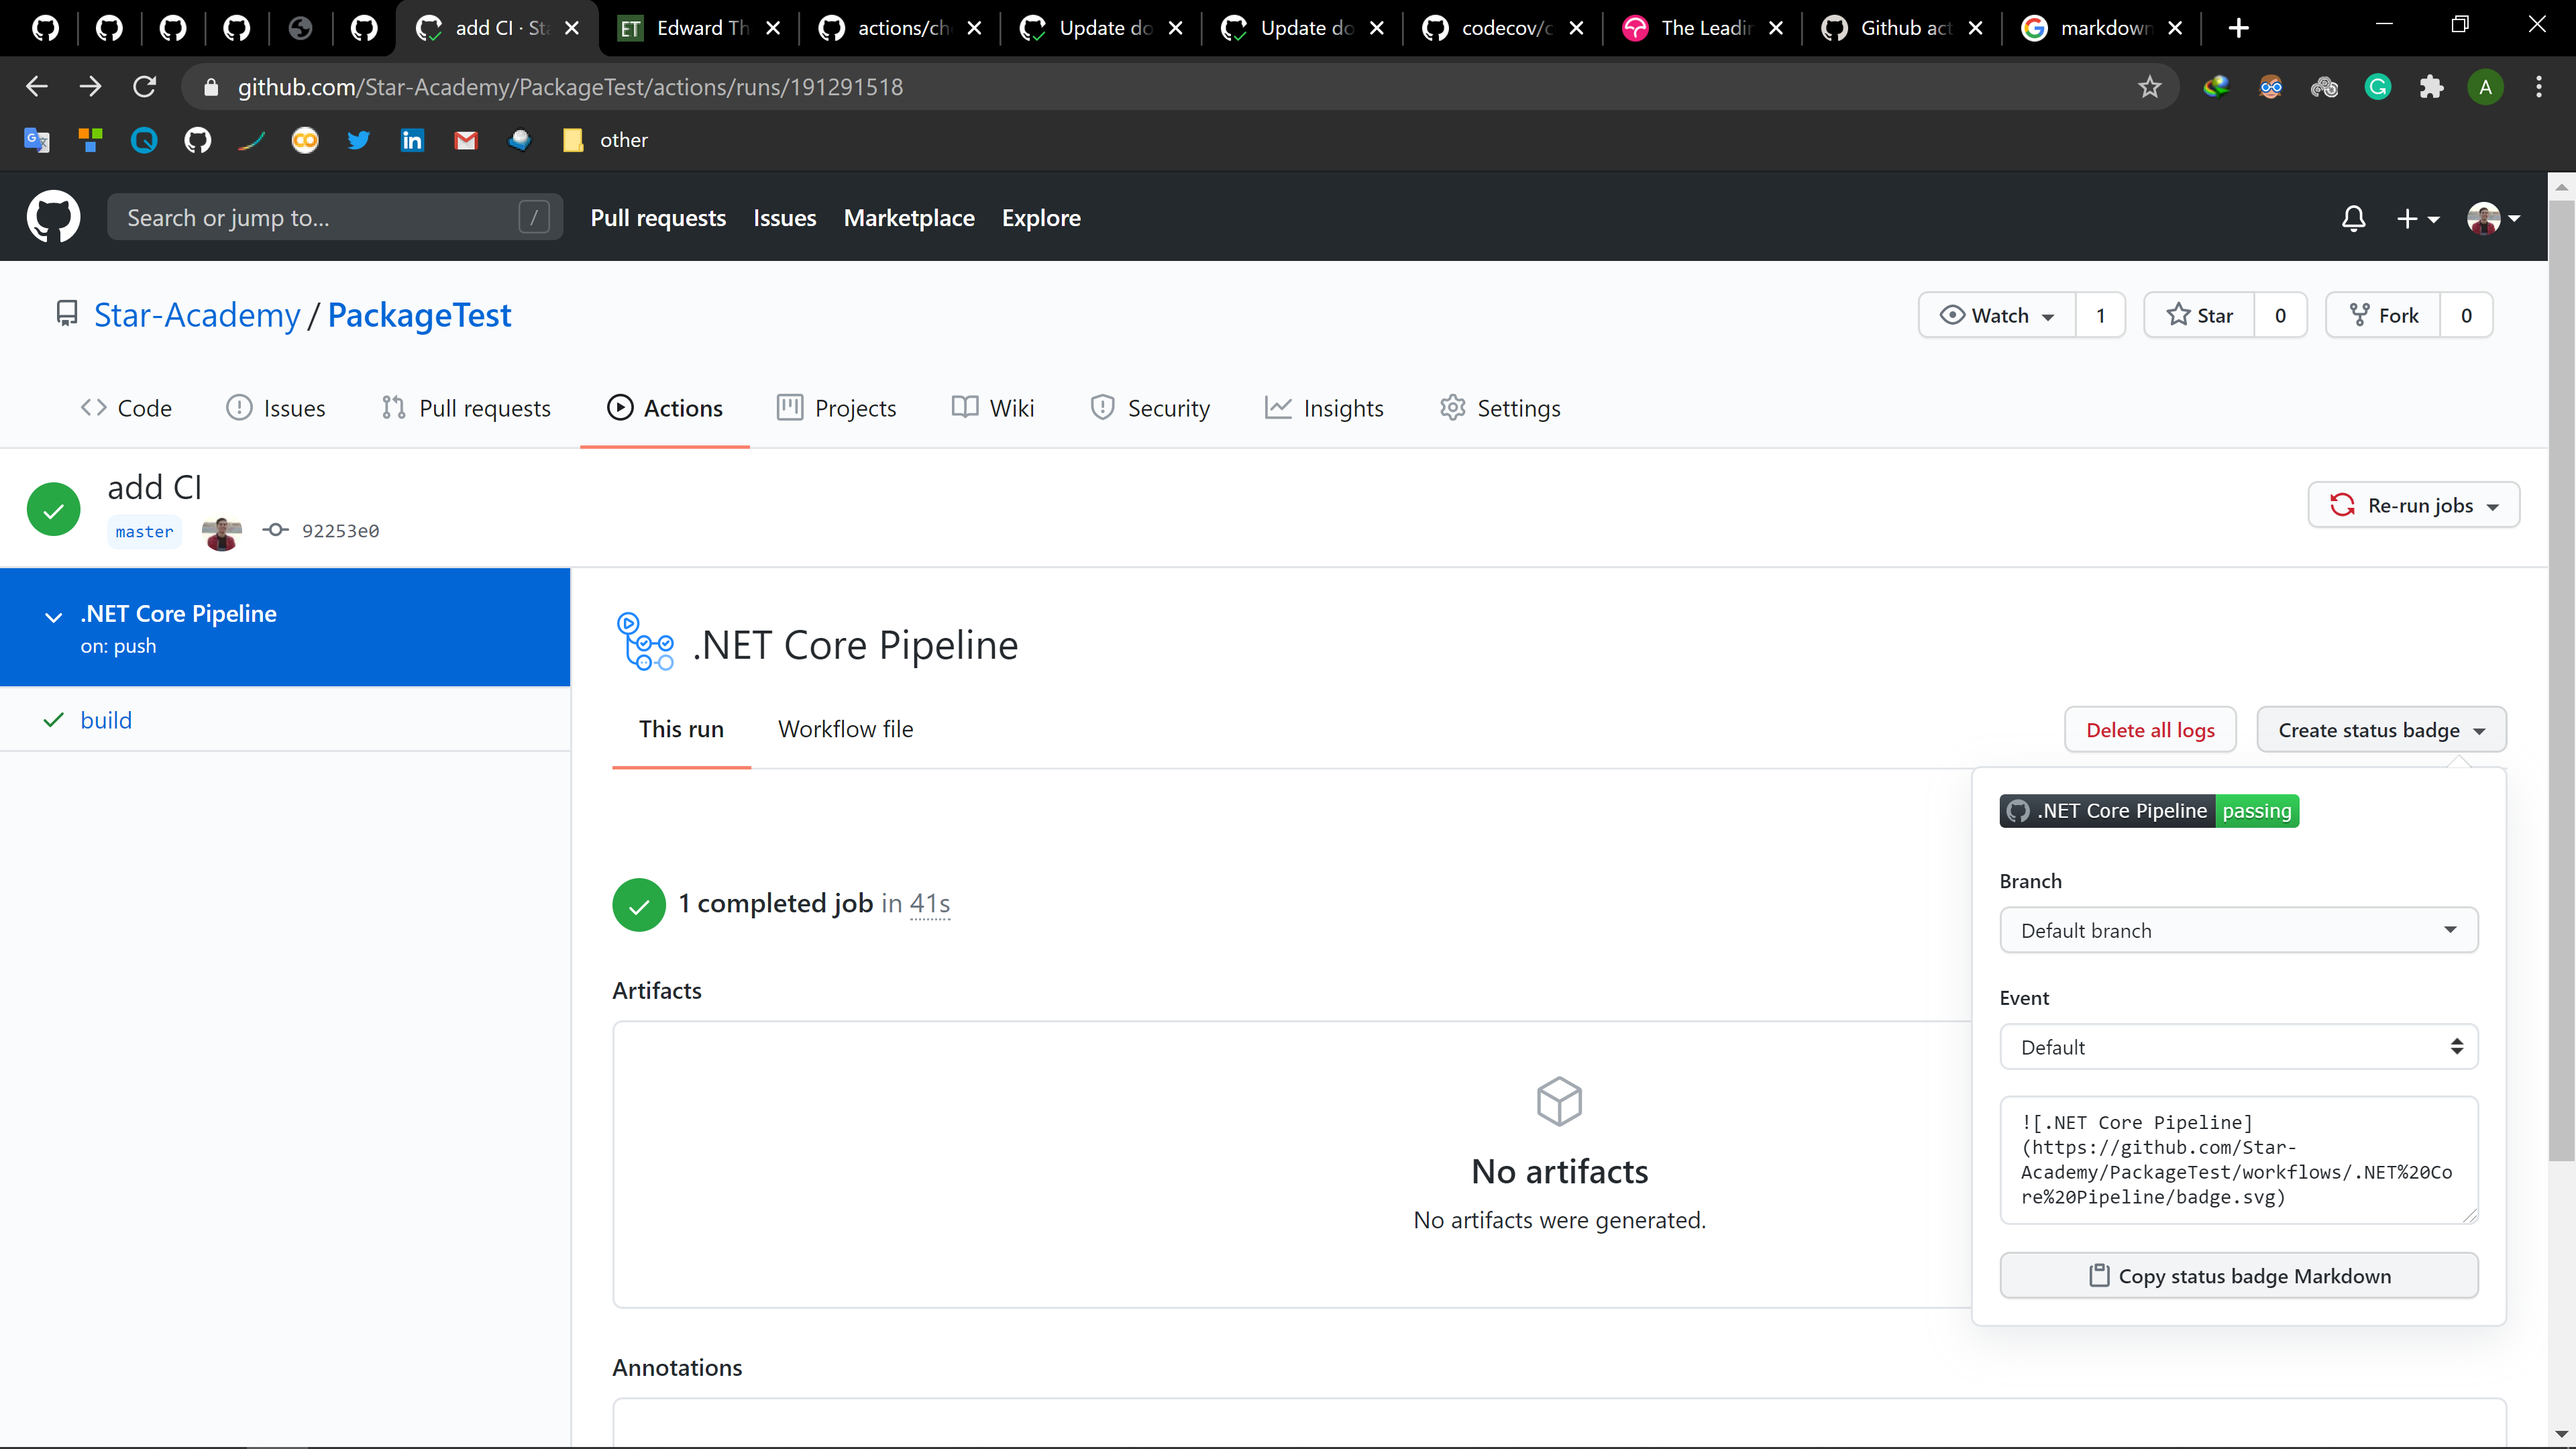 add CI · Sta
ET Edward Th
actions/che
Update do
Update do
codecov/c
The Leadin
Github act
markdown
github.com/Star-Academy/PackageTest/actions/runs/191291518
A
other
Search or jump to...
/
Pull requests
Issues
Marketplace
Explore
Star-Academy / PackageTest
Watch 1
Star 0
Fork 0
Code
Issues
Pull requests
Actions
Projects
Wiki
Security
Insights
Settings
add CI
master 92253e0
Re-run jobs
.NET Core Pipeline
on: push
build
.NET Core Pipeline
This run
Workflow file
Delete all logs
Create status badge
.NET Core Pipeline passing
Branch
Default branch
Event
Default
![.NET Core Pipeline]
(https://github.com/Star-
Academy/PackageTest/workflows/.NET%20Co
re%20Pipeline/badge.svg)
Copy status badge Markdown
1 completed job in 41s
Artifacts
No artifacts
No artifacts were generated.
Annotations